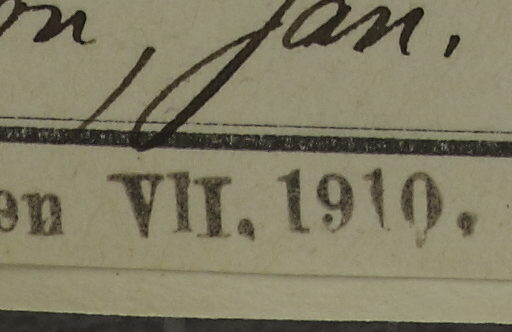 on, jan.
en VII. 1910.